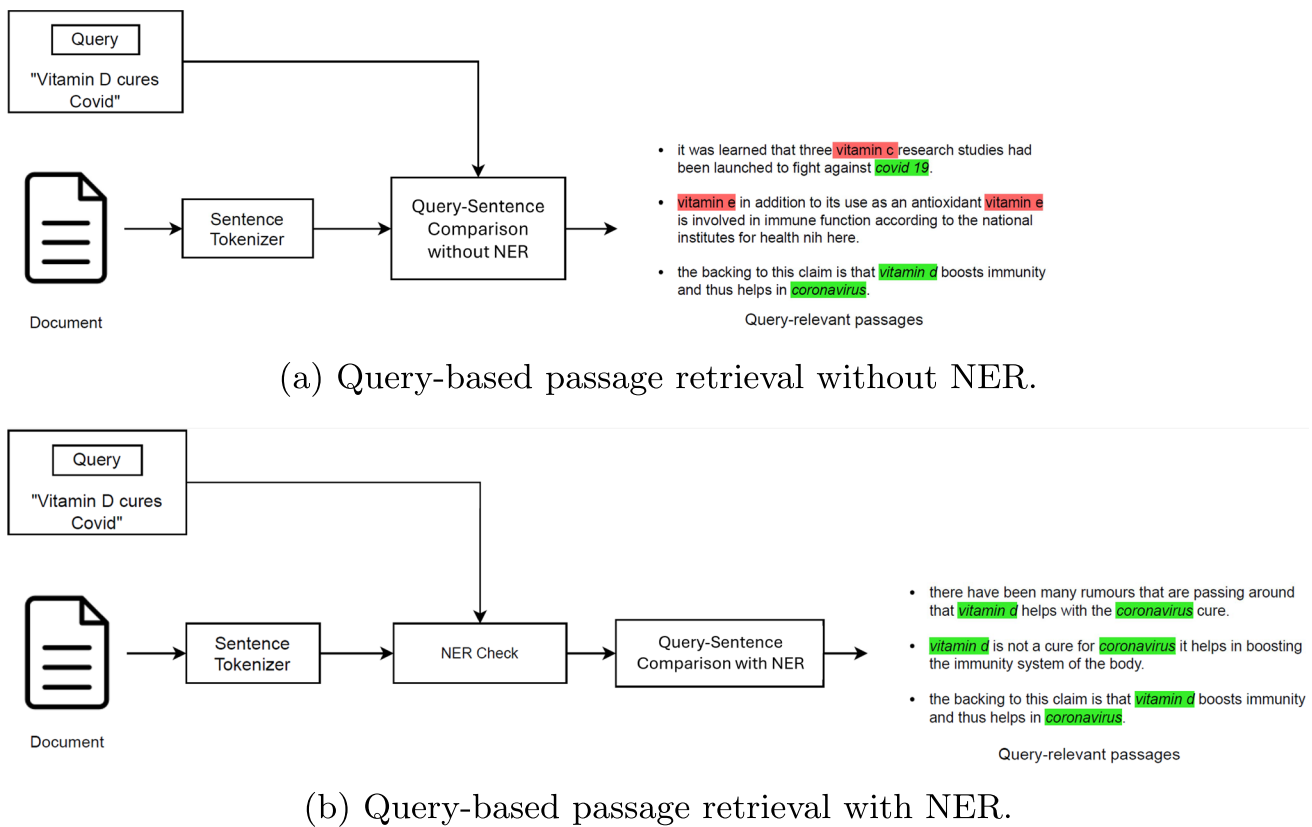 Query
"Vitamin D cures
Covid"
Document
Sentence
Tokenizer
Query-Sentence
Comparison
without NER
• it was learned that three vitamin c research studies had
been launched to fight against covid 19.
• vitamin e in addition to its use as an antioxidant vitamin e
is involved in immune function according to the national
institutes for health nih here.
• the backing to this claim is that vitamin d boosts immunity
and thus helps in coronavirus.
Query-relevant passages
(a) Query-based passage retrieval without NER.
Query
"Vitamin D cures
Covid"
Document
Sentence
Tokenizer
NER Check
Query-Sentence
Comparison with NER
• there have been many rumours that are passing around
that vitamin d helps with the coronavirus cure.
• vitamin d is not a cure for coronavirus it helps in boosting
the immunity system of the body.
• the backing to this claim is that vitamin d boosts immunity
and thus helps in coronavirus.
Query-relevant passages
(b) Query-based passage retrieval with NER.